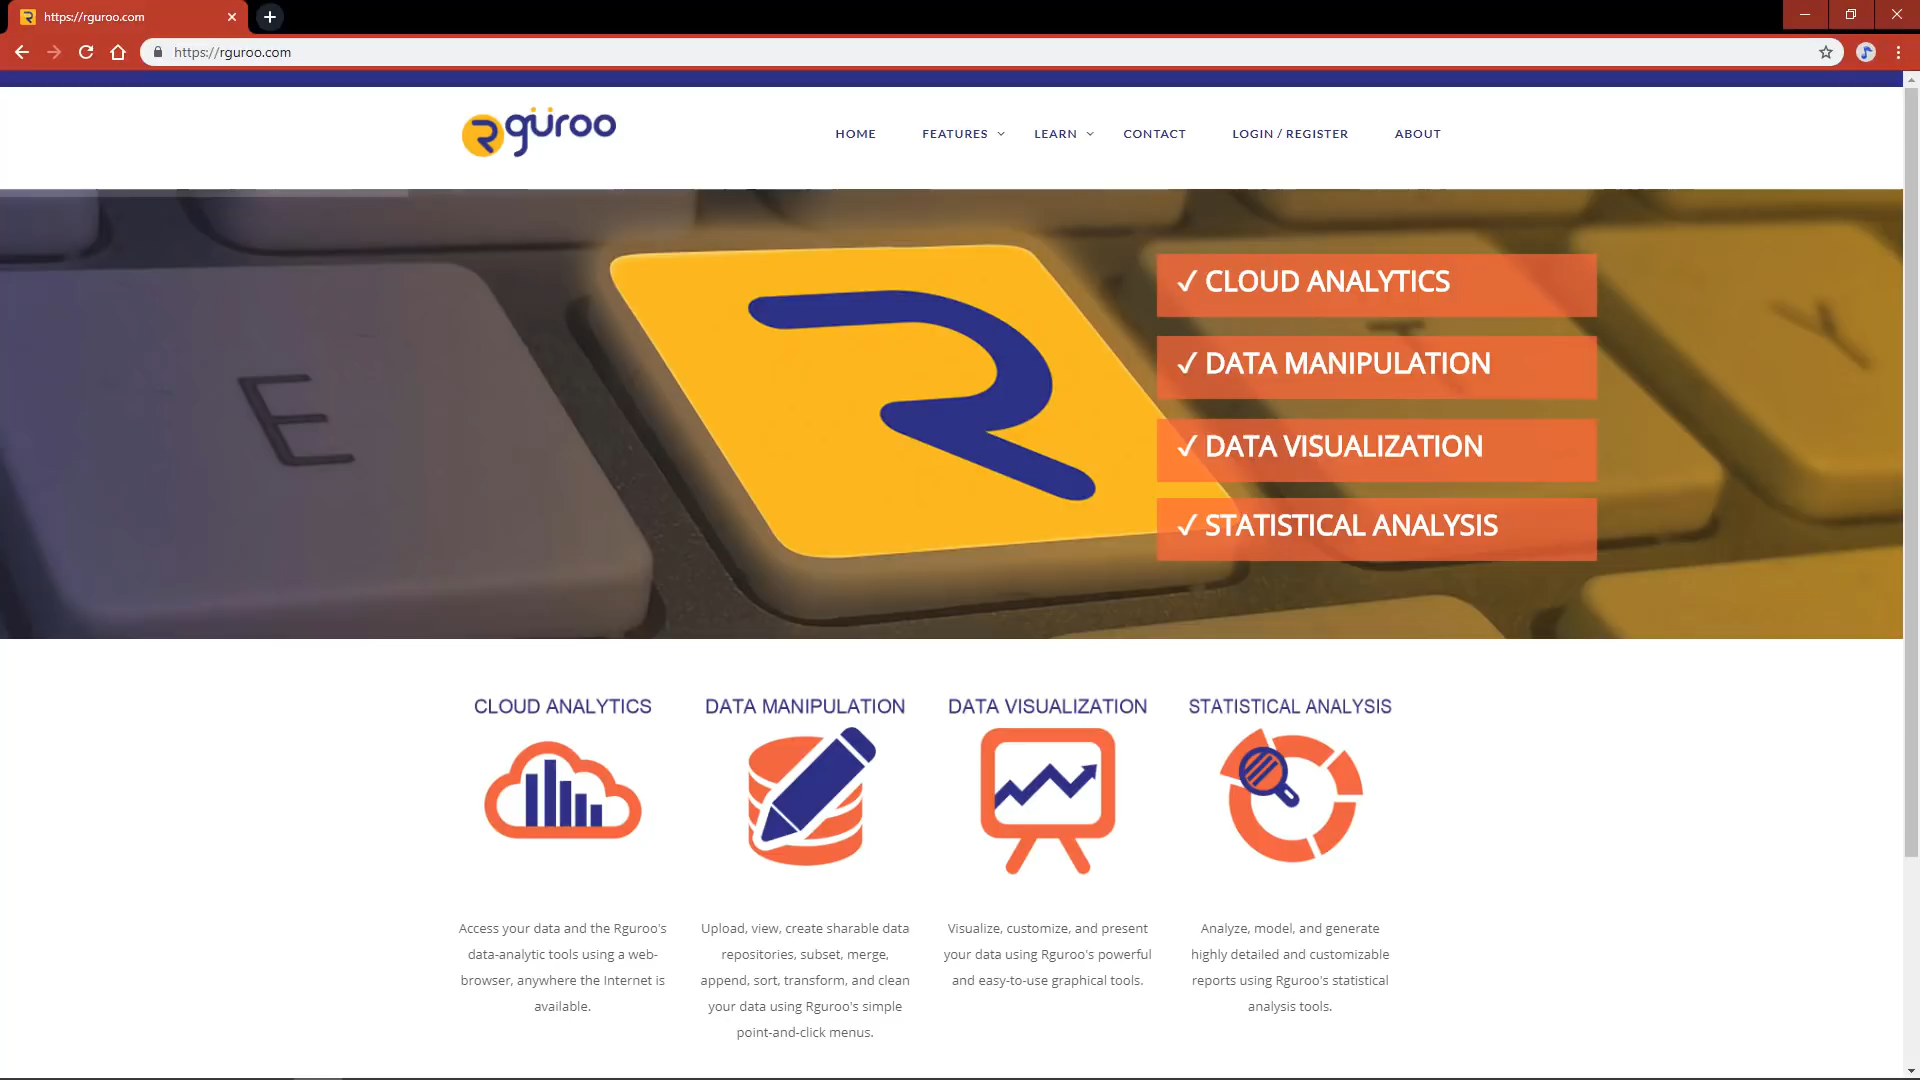 https://rguroo.com
https://rguroo.com
Rgüroo
HOME FEATURES LEARN CONTACT LOGIN / REGISTER ABOUT
E R T Y
✓ CLOUD ANALYTICS
✓ DATA MANIPULATION
✓ DATA VISUALIZATION
✓ STATISTICAL ANALYSIS
CLOUD ANALYTICS
Access your data and the Rguroo's
data-analytic tools using a web-
browser, anywhere the Internet is
available.
DATA MANIPULATION
Upload, view, create sharable data
repositories, subset, merge,
append, sort, transform, and clean
your data using Rguroo's simple
point-and-click menus.
DATA VISUALIZATION
Visualize, customize, and present
your data using Rguroo's powerful
and easy-to-use graphical tools.
STATISTICAL ANALYSIS
Analyze, model, and generate
highly detailed and customizable
reports using Rguroo's statistical
analysis tools.